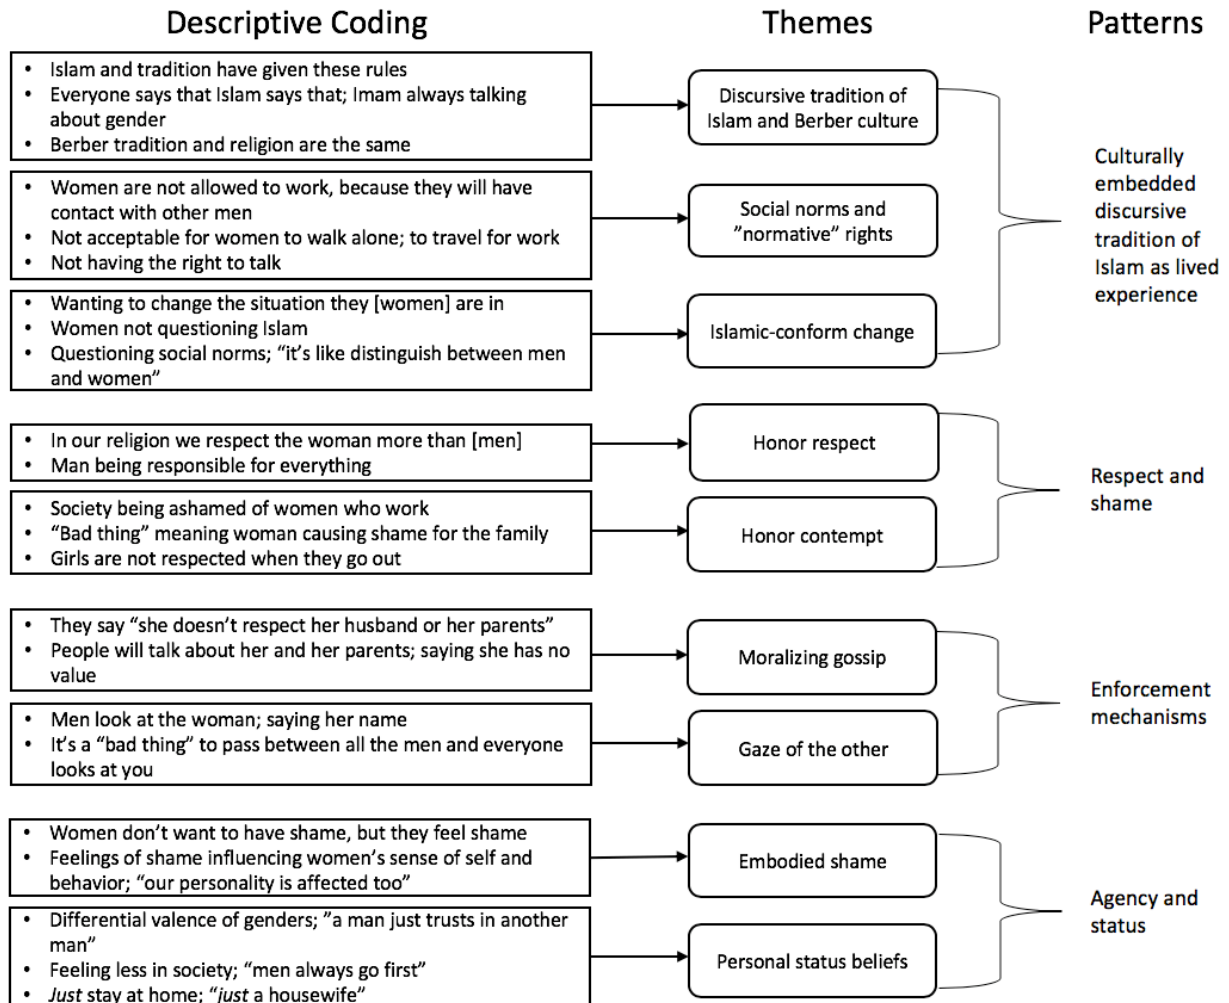 Descriptive Coding
Themes
Patterns
• Islam and tradition have given these rules
• Everyone says that Islam says that; Imam always talking
about gender
• Berber tradition and religion are the same
Discursive tradition of
Islam and Berber culture
• Women are not allowed to work, because they will have
contact with other men
• Not acceptable for women to walk alone; to travel for work
• Not having the right to talk
Social norms and
”normative” rights
• Wanting to change the situation they [women] are in
• Women not questioning Islam
• Questioning social norms; “it’s like distinguish between men
and women”
Islamic-conform change
Culturally
embedded
discursive
tradition of
Islam as lived
experience
• In our religion we respect the woman more than [men]
• Man being responsible for everything
Honor respect
• Society being ashamed of women who work
• “Bad thing” meaning woman causing shame for the family
• Girls are not respected when they go out
Honor contempt
Respect and
shame
• They say “she doesn’t respect her husband or her parents”
• People will talk about her and her parents; saying she has no
value
Moralizing gossip
• Men look at the woman; saying her name
• It’s a “bad thing” to pass between all the men and everyone
looks at you
Gaze of the other
Enforcement
mechanisms
• Women don’t want to have shame, but they feel shame
• Feelings of shame influencing women’s sense of self and
behavior; “our personality is affected too”
Embodied shame
• Differential valence of genders; ”a man just trusts in another
man”
• Feeling less in society; “men always go first”
• Just stay at home; “just a housewife”
Personal status beliefs
Agency and
status